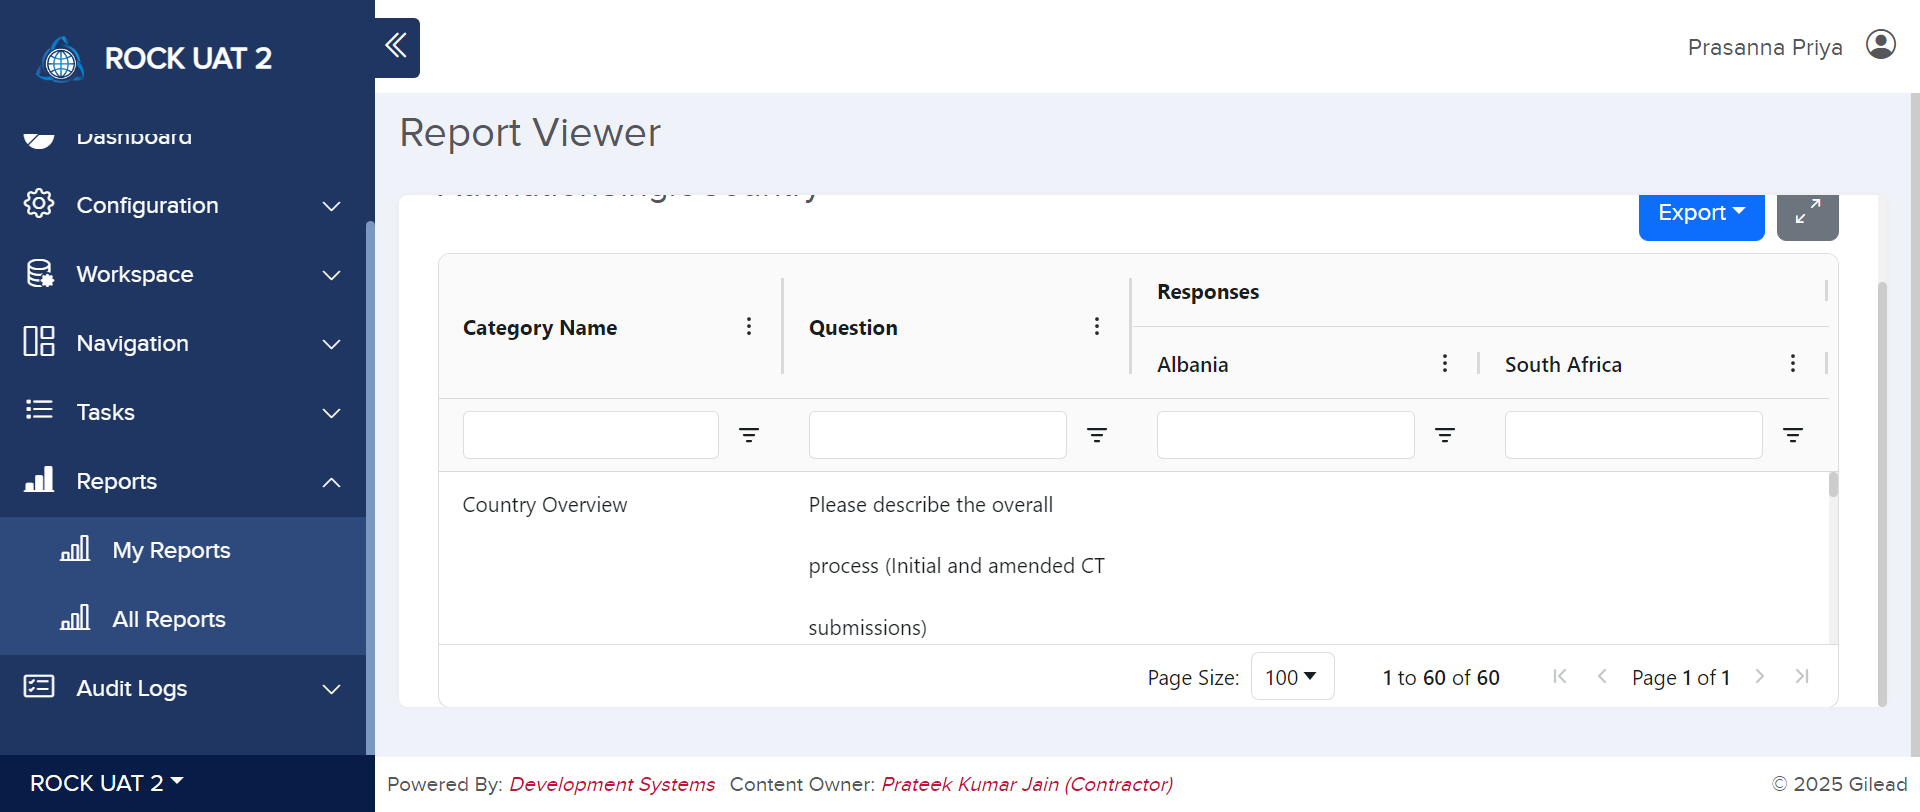 ROCK UAT 2
Prasanna Priya
Dashboard
Configuration
Workspace
Navigation
Tasks
Reports
My Reports
All Reports
Audit Logs
ROCK UAT 2
Report Viewer
Export
Category Name
Question
Responses
Albania
South Africa
Country Overview
Please describe the overall
process (Initial and amended CT
submissions)
Page Size: 100 1 to 60 of 60 Page 1 of 1
Powered By: Development Systems Content Owner: Prateek Kumar Jain (Contractor)
© 2025 Gilead